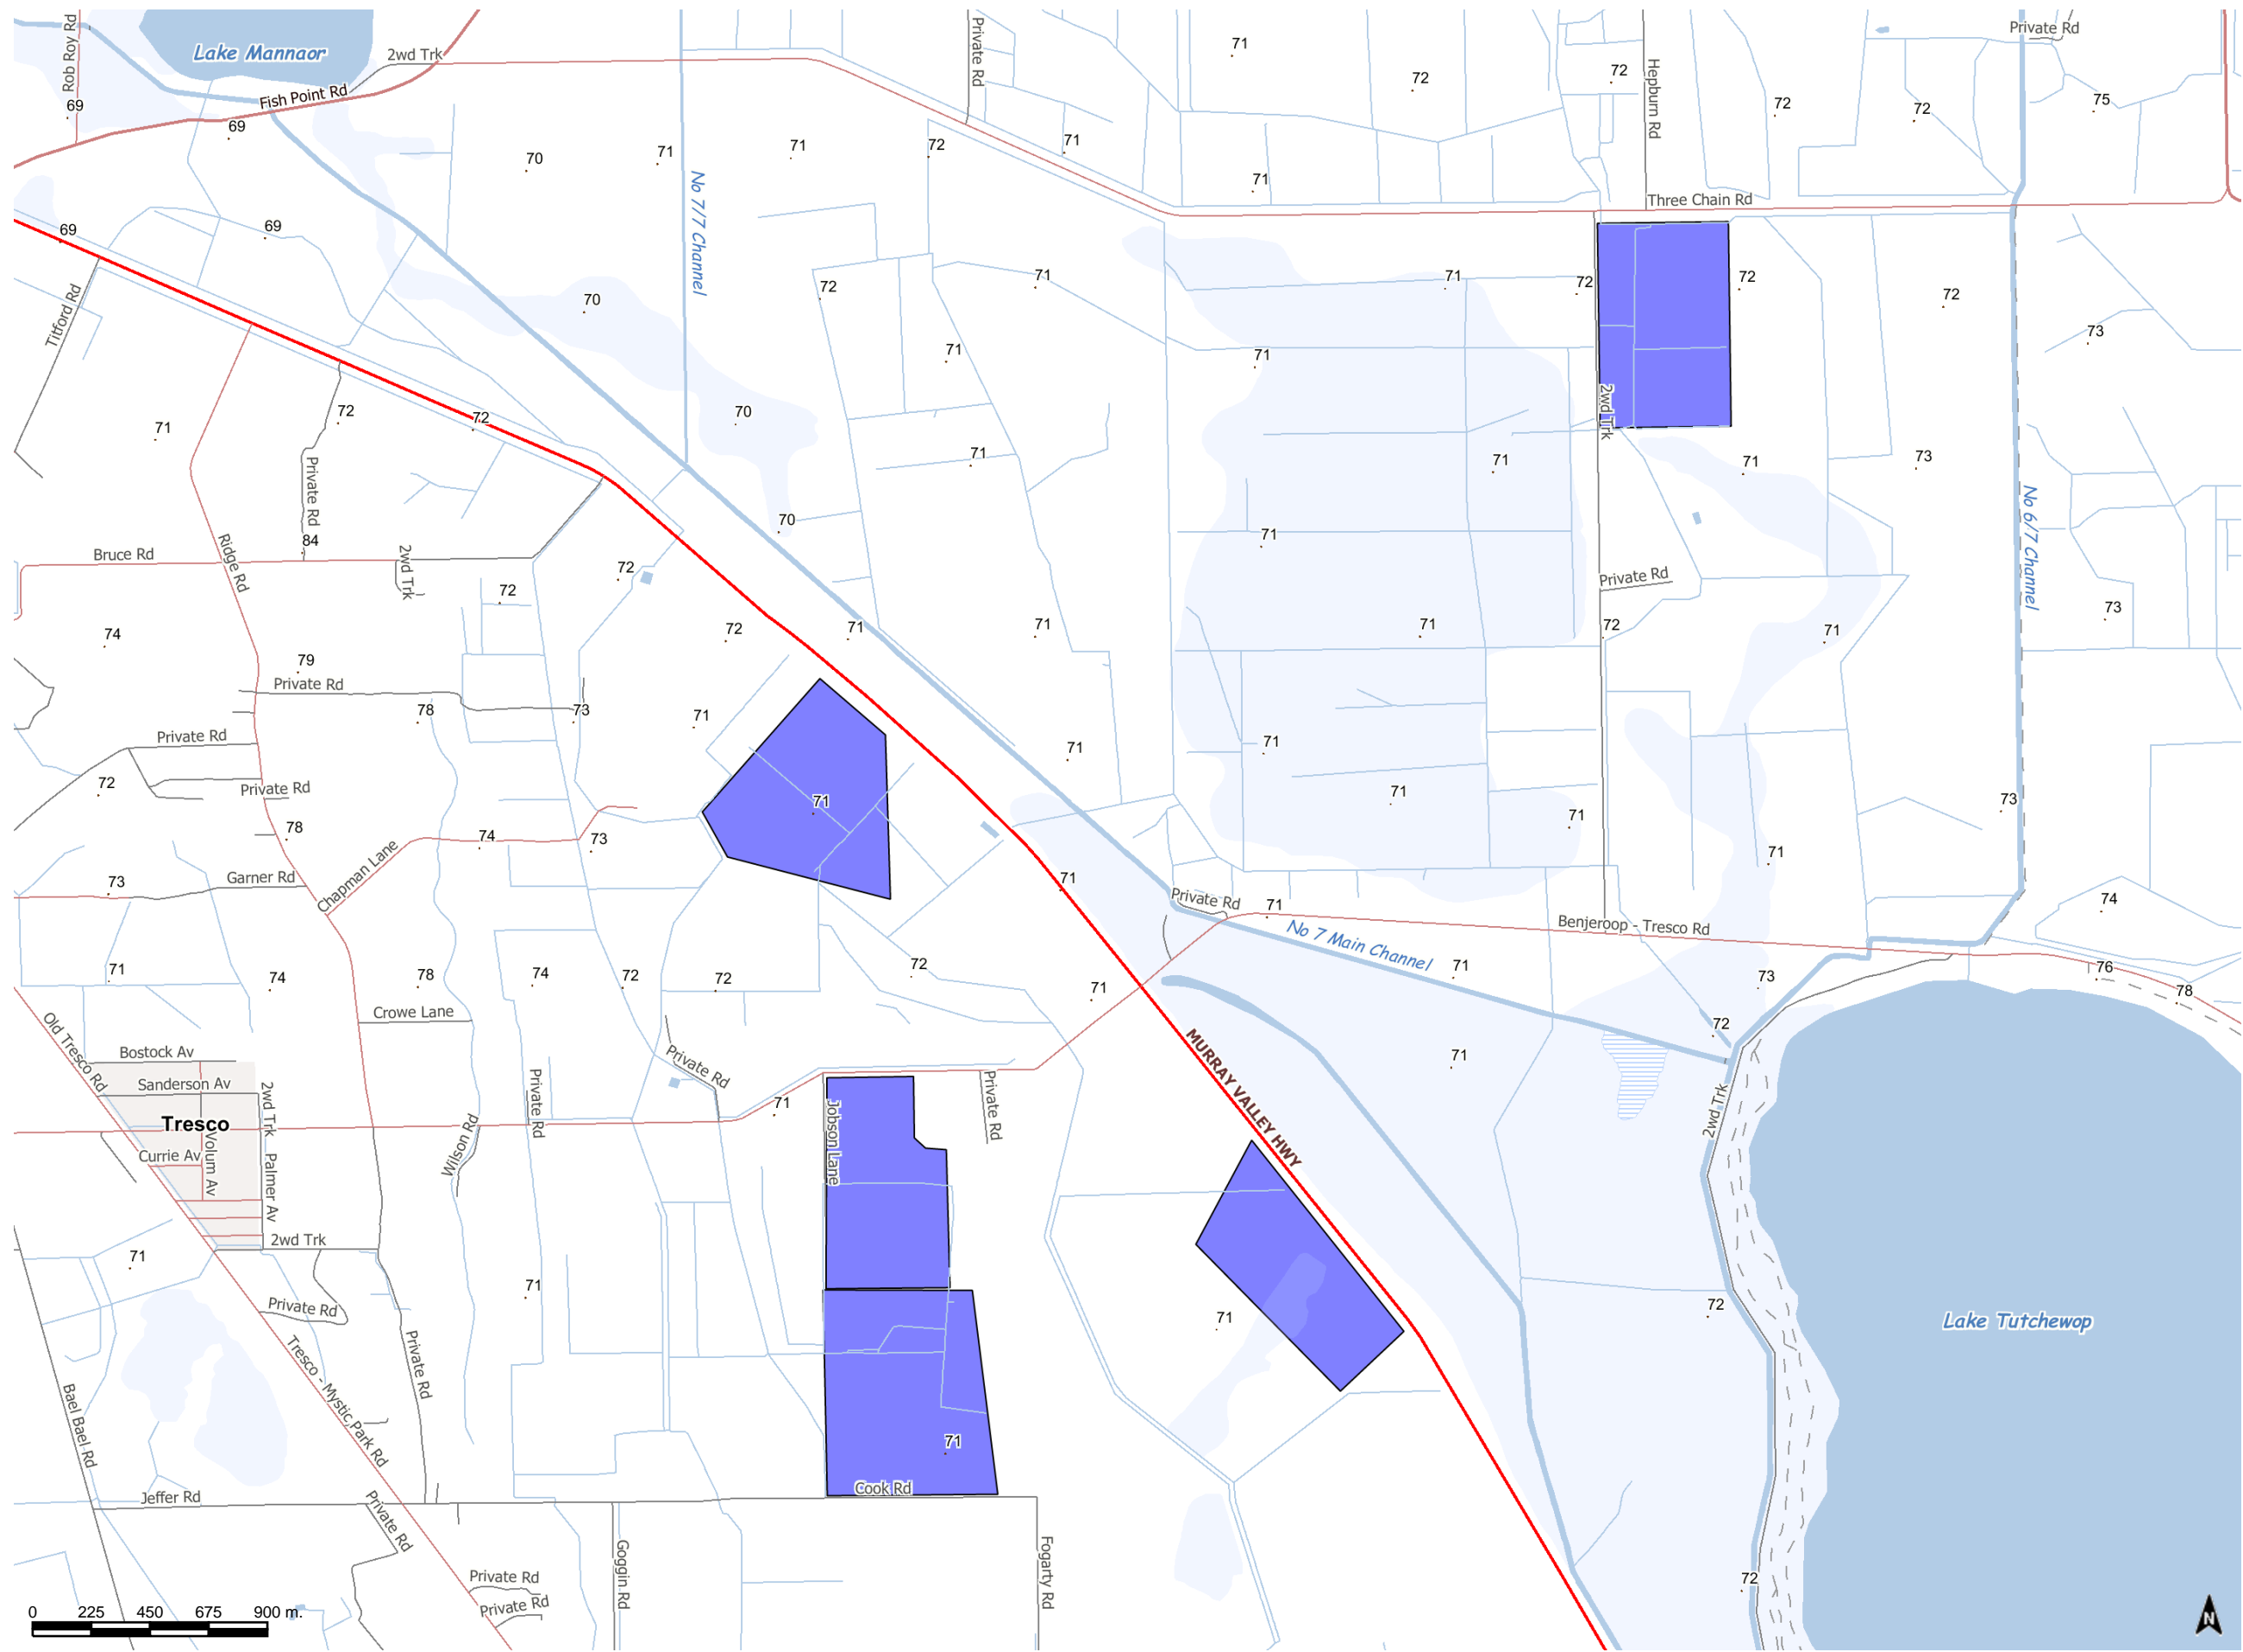 Private Rd
Rob Roy Rd
Lake Mannaor
2wd Trk
Private Rd
71
72
72
Hepburn Rd
72
72
75
Fish Point Rd
69
69
70
71
71
72
71
71
Three Chain Rd
No 7/7 Channel
69
69
70
72
71
71
72
72
72
73
Titford Rd
71
71
72
72
71
70
2wd Trk
71
71
71
73
Private Rd
No 6/7 Channel
70
71
84
Bruce Rd
Ridge Rd
2wd Trk
72
72
Private Rd
73
74
72
71
71
71
72
71
79
Private Rd
78
73
71
Private Rd
71
71
72
Private Rd
71
71
71
73
78
74
73
Chapman Lane
71
73
Garner Rd
71
Private Rd
71
74
Benjeroop - Tresco Rd
No 7 Main Channel
71
74
78
74
72
72
72
71
71
73
76
78
Crowe Lane
Old Tresco Rd
72
MURRAY VALLEY HWY
71
Bostock Av
Private Rd
Sanderson Av
2wd Trk
Private Rd
71
Jobson Lane
Private Rd
2wd Trk
Tresco
Wilson Rd
Volum Av
Currie Av
Palmer Av
2wd Trk
71
71
Private Rd
71
72
Lake Tutchewop
Tresco - Mystic Park Rd
Private Rd
Bael Bael Rd
71
Cook Rd
Jeffer Rd
Private Rd
Goggin Rd
Fogarty Rd
Private Rd
72
Private Rd
0 225 450 675 900 m.
N